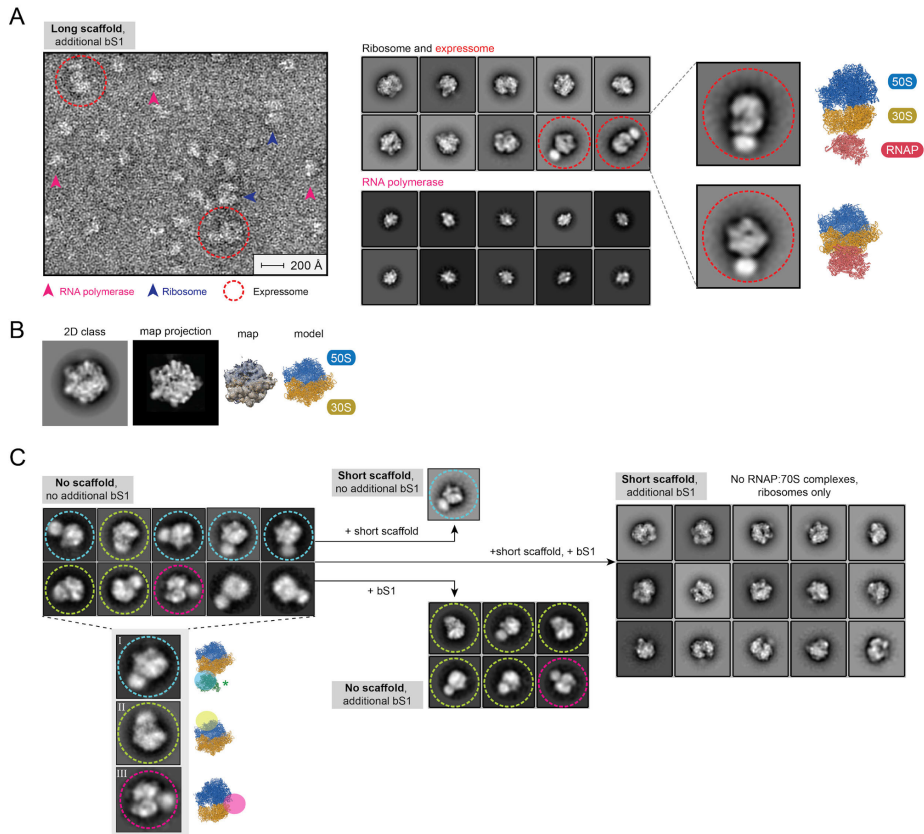 A
Long scaffold,
additional bS1
200 Å
RNA polymerase
Ribosome
Expressome
Ribosome and expressome
RNA polymerase
50S
30S
RNAP
B
2D class
map projection
map
model
50S
30S
C
No scaffold,
no additional bS1
Short scaffold,
no additional bS1
+ short scaffold
+short scaffold, + bS1
+ bS1
No scaffold,
additional bS1
Short scaffold,
additional bS1
No RNAP:70S complexes,
ribosomes only
I
*
II
III